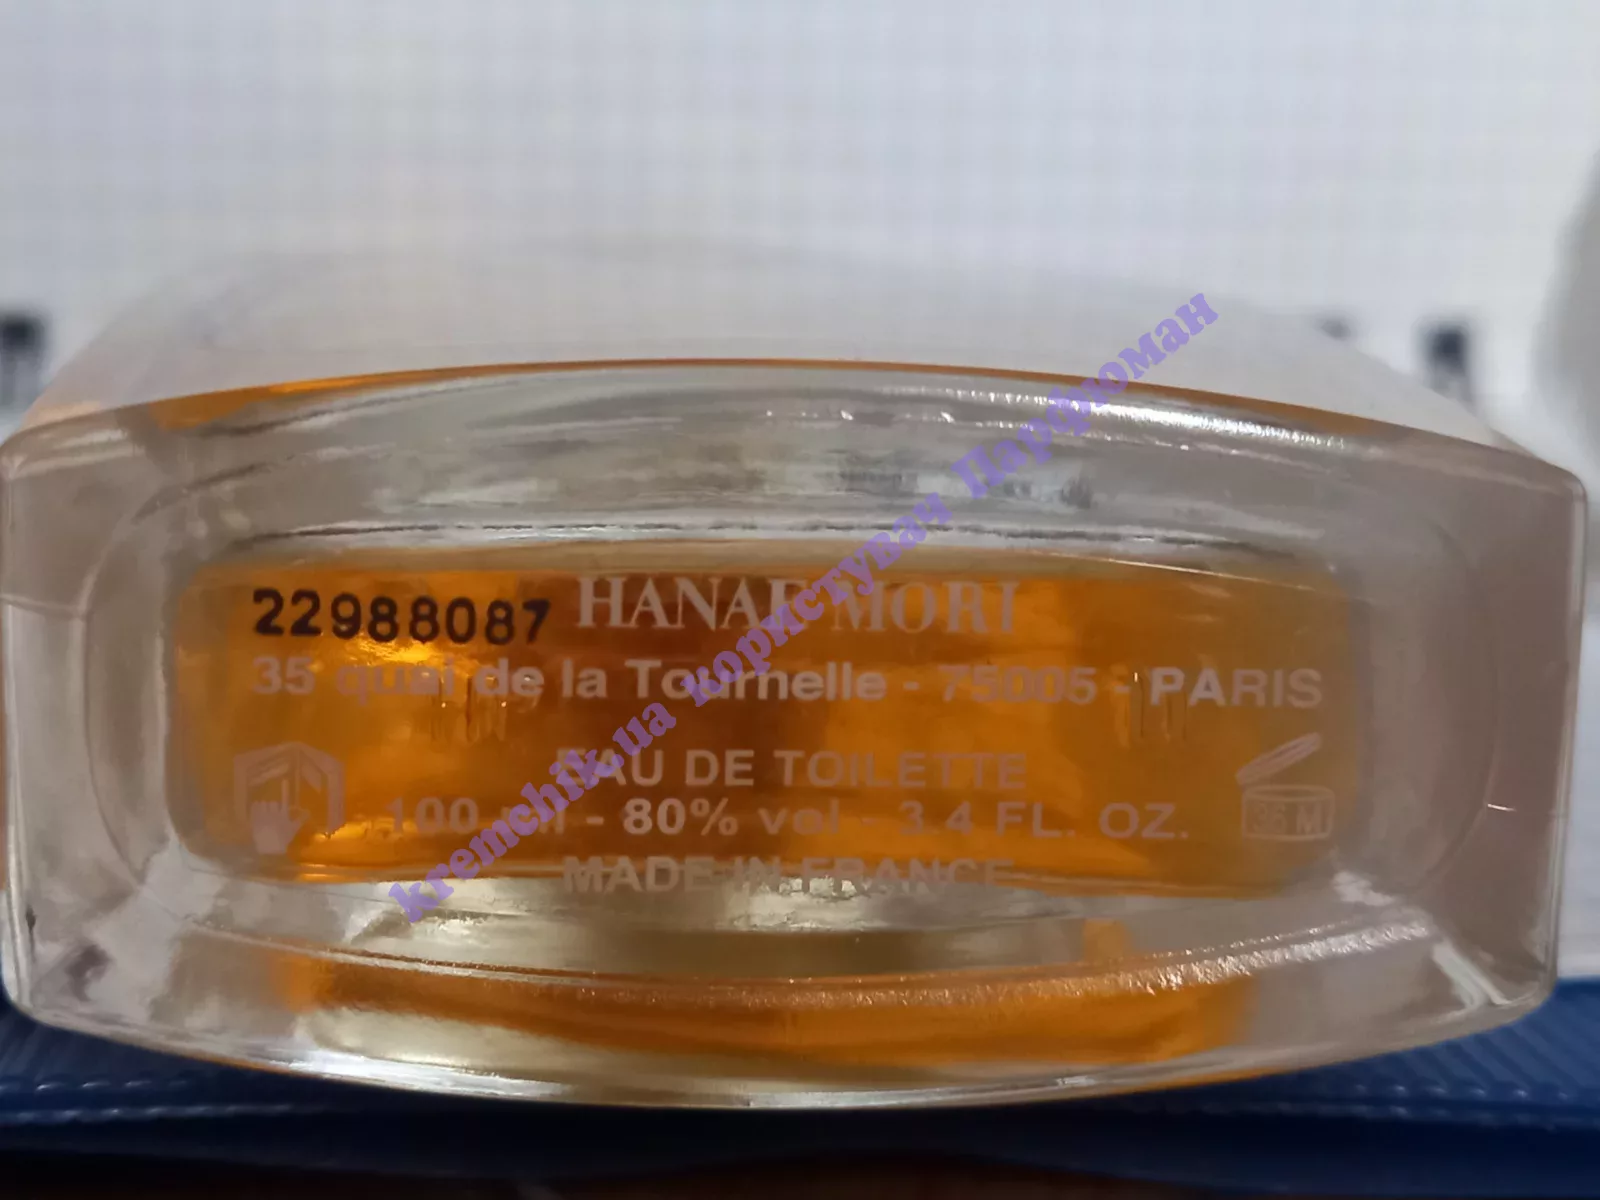 22988087 HANAE MORI
35 quai de la Tournelle - 75005 - PARIS
EAU DE TOILETTE
100 ml - 80% vol - 3.4 FL. OZ.
36 M
MADE IN FRANCE
kremchik.ua користувач Парфюман